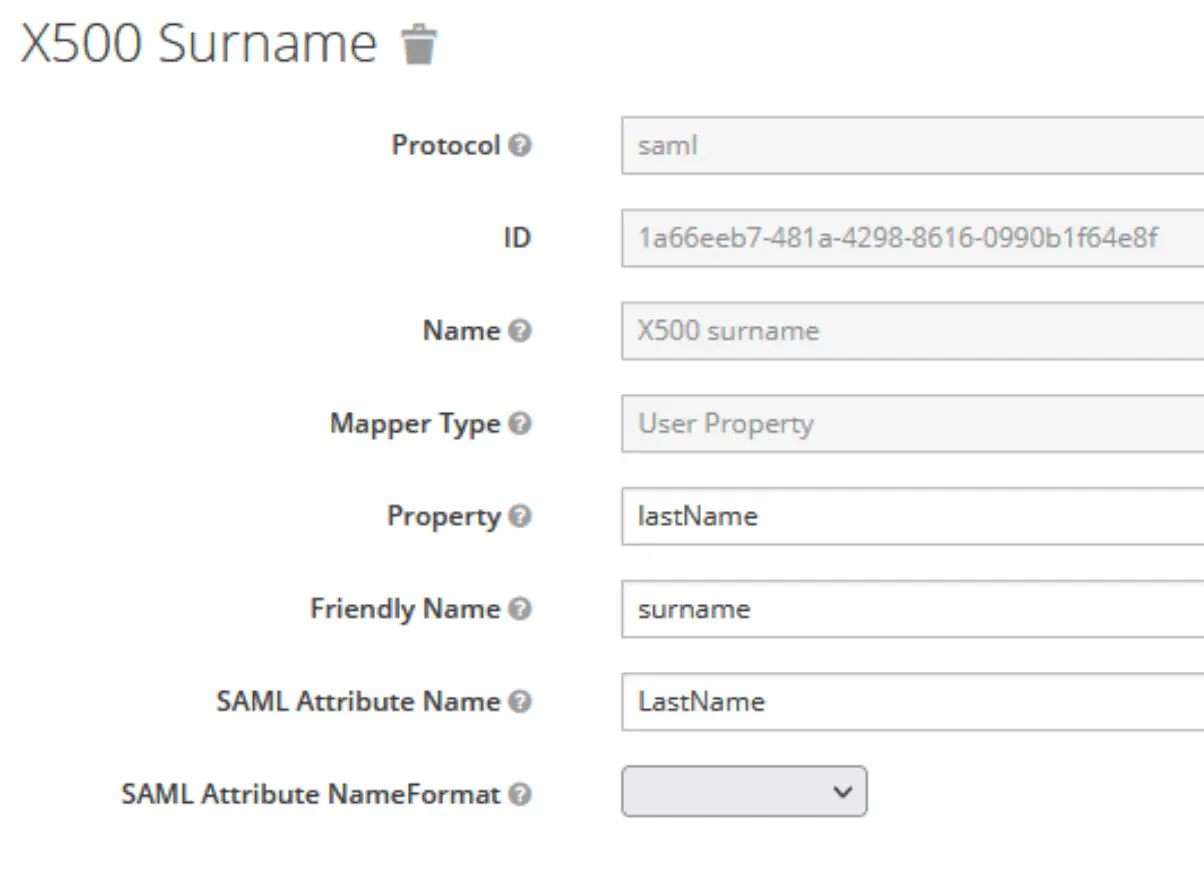 X500 Surname
Protocol saml
ID 1a66eeb7-481a-4298-8616-0990b1f64e8f
Name X500 surname
Mapper Type User Property
Property lastName
Friendly Name surname
SAML Attribute Name LastName
SAML Attribute NameFormat